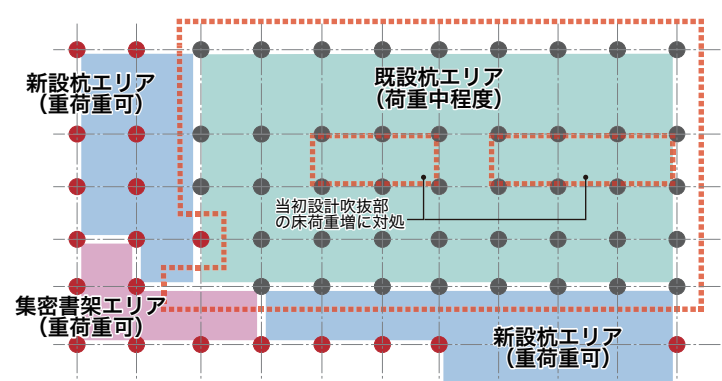 新設杭エリア
（重荷重可）
既設杭エリア
（荷重中程度）
当初設計吹抜部
の床荷重増に対処
集密書架エリア
（重荷重可）
新設杭エリア
（重荷重可）